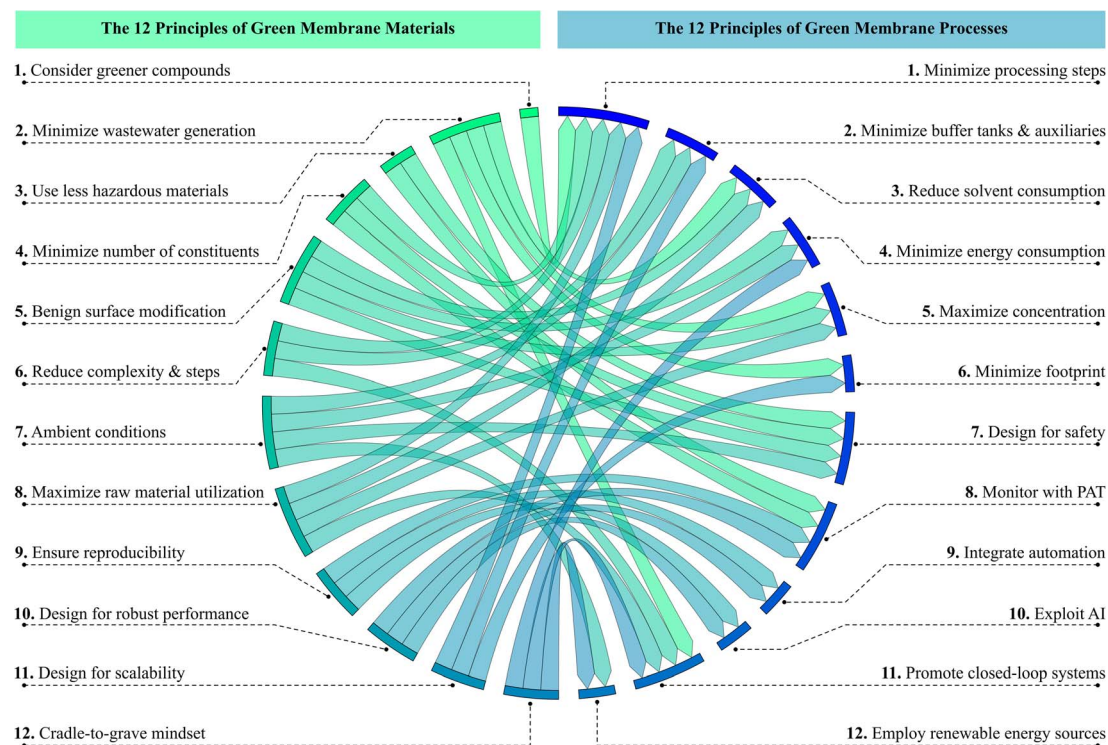 The 12 Principles of Green Membrane Materials
The 12 Principles of Green Membrane Processes
1. Consider greener compounds
2. Minimize wastewater generation
3. Use less hazardous materials
4. Minimize number of constituents
5. Benign surface modification
6. Reduce complexity & steps
7. Ambient conditions
8. Maximize raw material utilization
9. Ensure reproducibility
10. Design for robust performance
11. Design for scalability
12. Cradle-to-grave mindset
1. Minimize processing steps
2. Minimize buffer tanks & auxiliaries
3. Reduce solvent consumption
4. Minimize energy consumption
5. Maximize concentration
6. Minimize footprint
7. Design for safety
8. Monitor with PAT
9. Integrate automation
10. Exploit AI
11. Promote closed-loop systems
12. Employ renewable energy sources